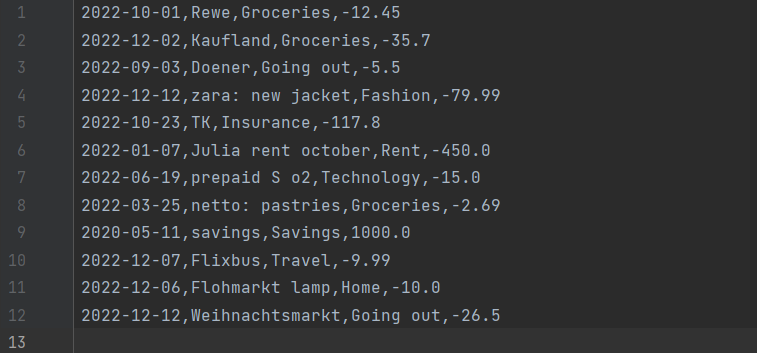 1 2022-10-01,Rewe,Groceries,-12.45
2 2022-12-02,Kaufland,Groceries,-35.7
3 2022-09-03,Doener,Going out,-5.5
4 2022-12-12,zara: new jacket,Fashion,-79.99
5 2022-10-23,TK,Insurance,-117.8
6 2022-01-07,Julia rent october,Rent,-450.0
7 2022-06-19,prepaid S o2,Technology,-15.0
8 2022-03-25,netto: pastries,Groceries,-2.69
9 2020-05-11,savings,Savings,1000.0
10 2022-12-07,Flixbus,Travel,-9.99
11 2022-12-06,Flohmarkt lamp,Home,-10.0
12 2022-12-12,Weihnachtsmarkt,Going out,-26.5
13